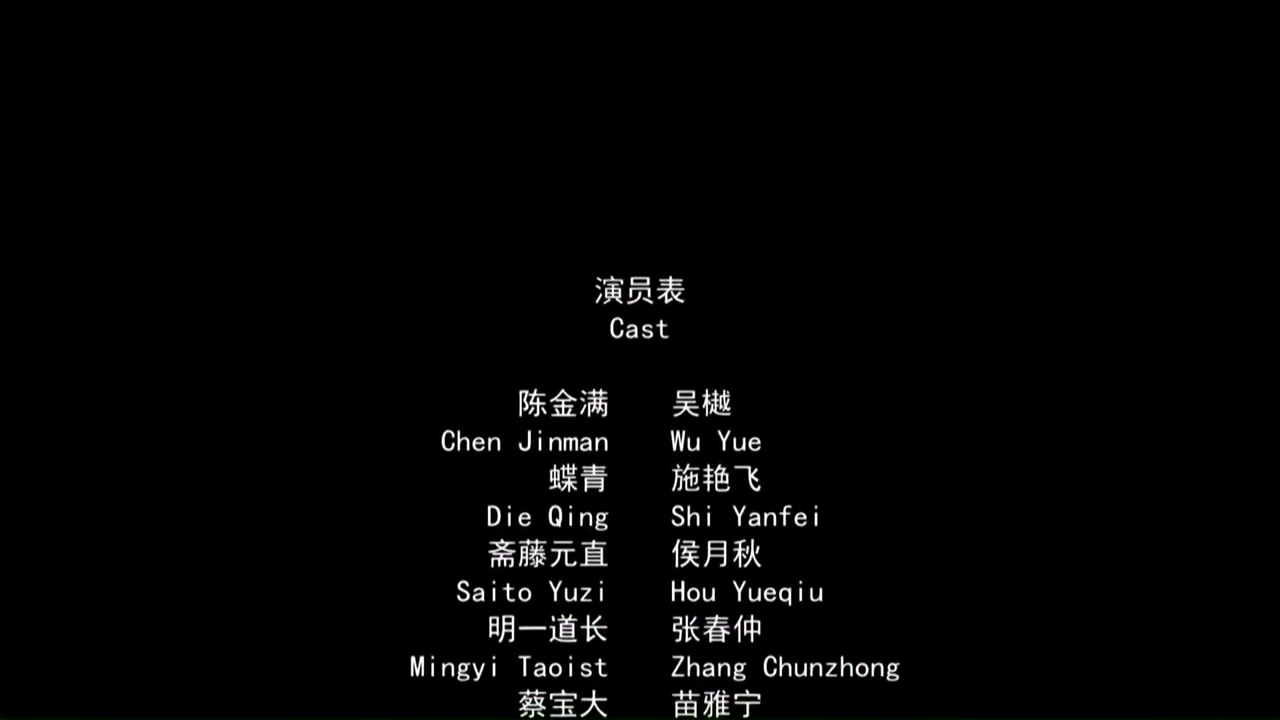 演员表
Cast
陈金满 吴樾
Chen Jinman Wu Yue
蝶青 施艳飞
Die Qing Shi Yanfei
斋藤元直 侯月秋
Saito Yuzi Hou Yueqiu
明一道长 张春仲
Mingyi Taoist Zhang Chunzhong
蔡宝大 苗雅宁